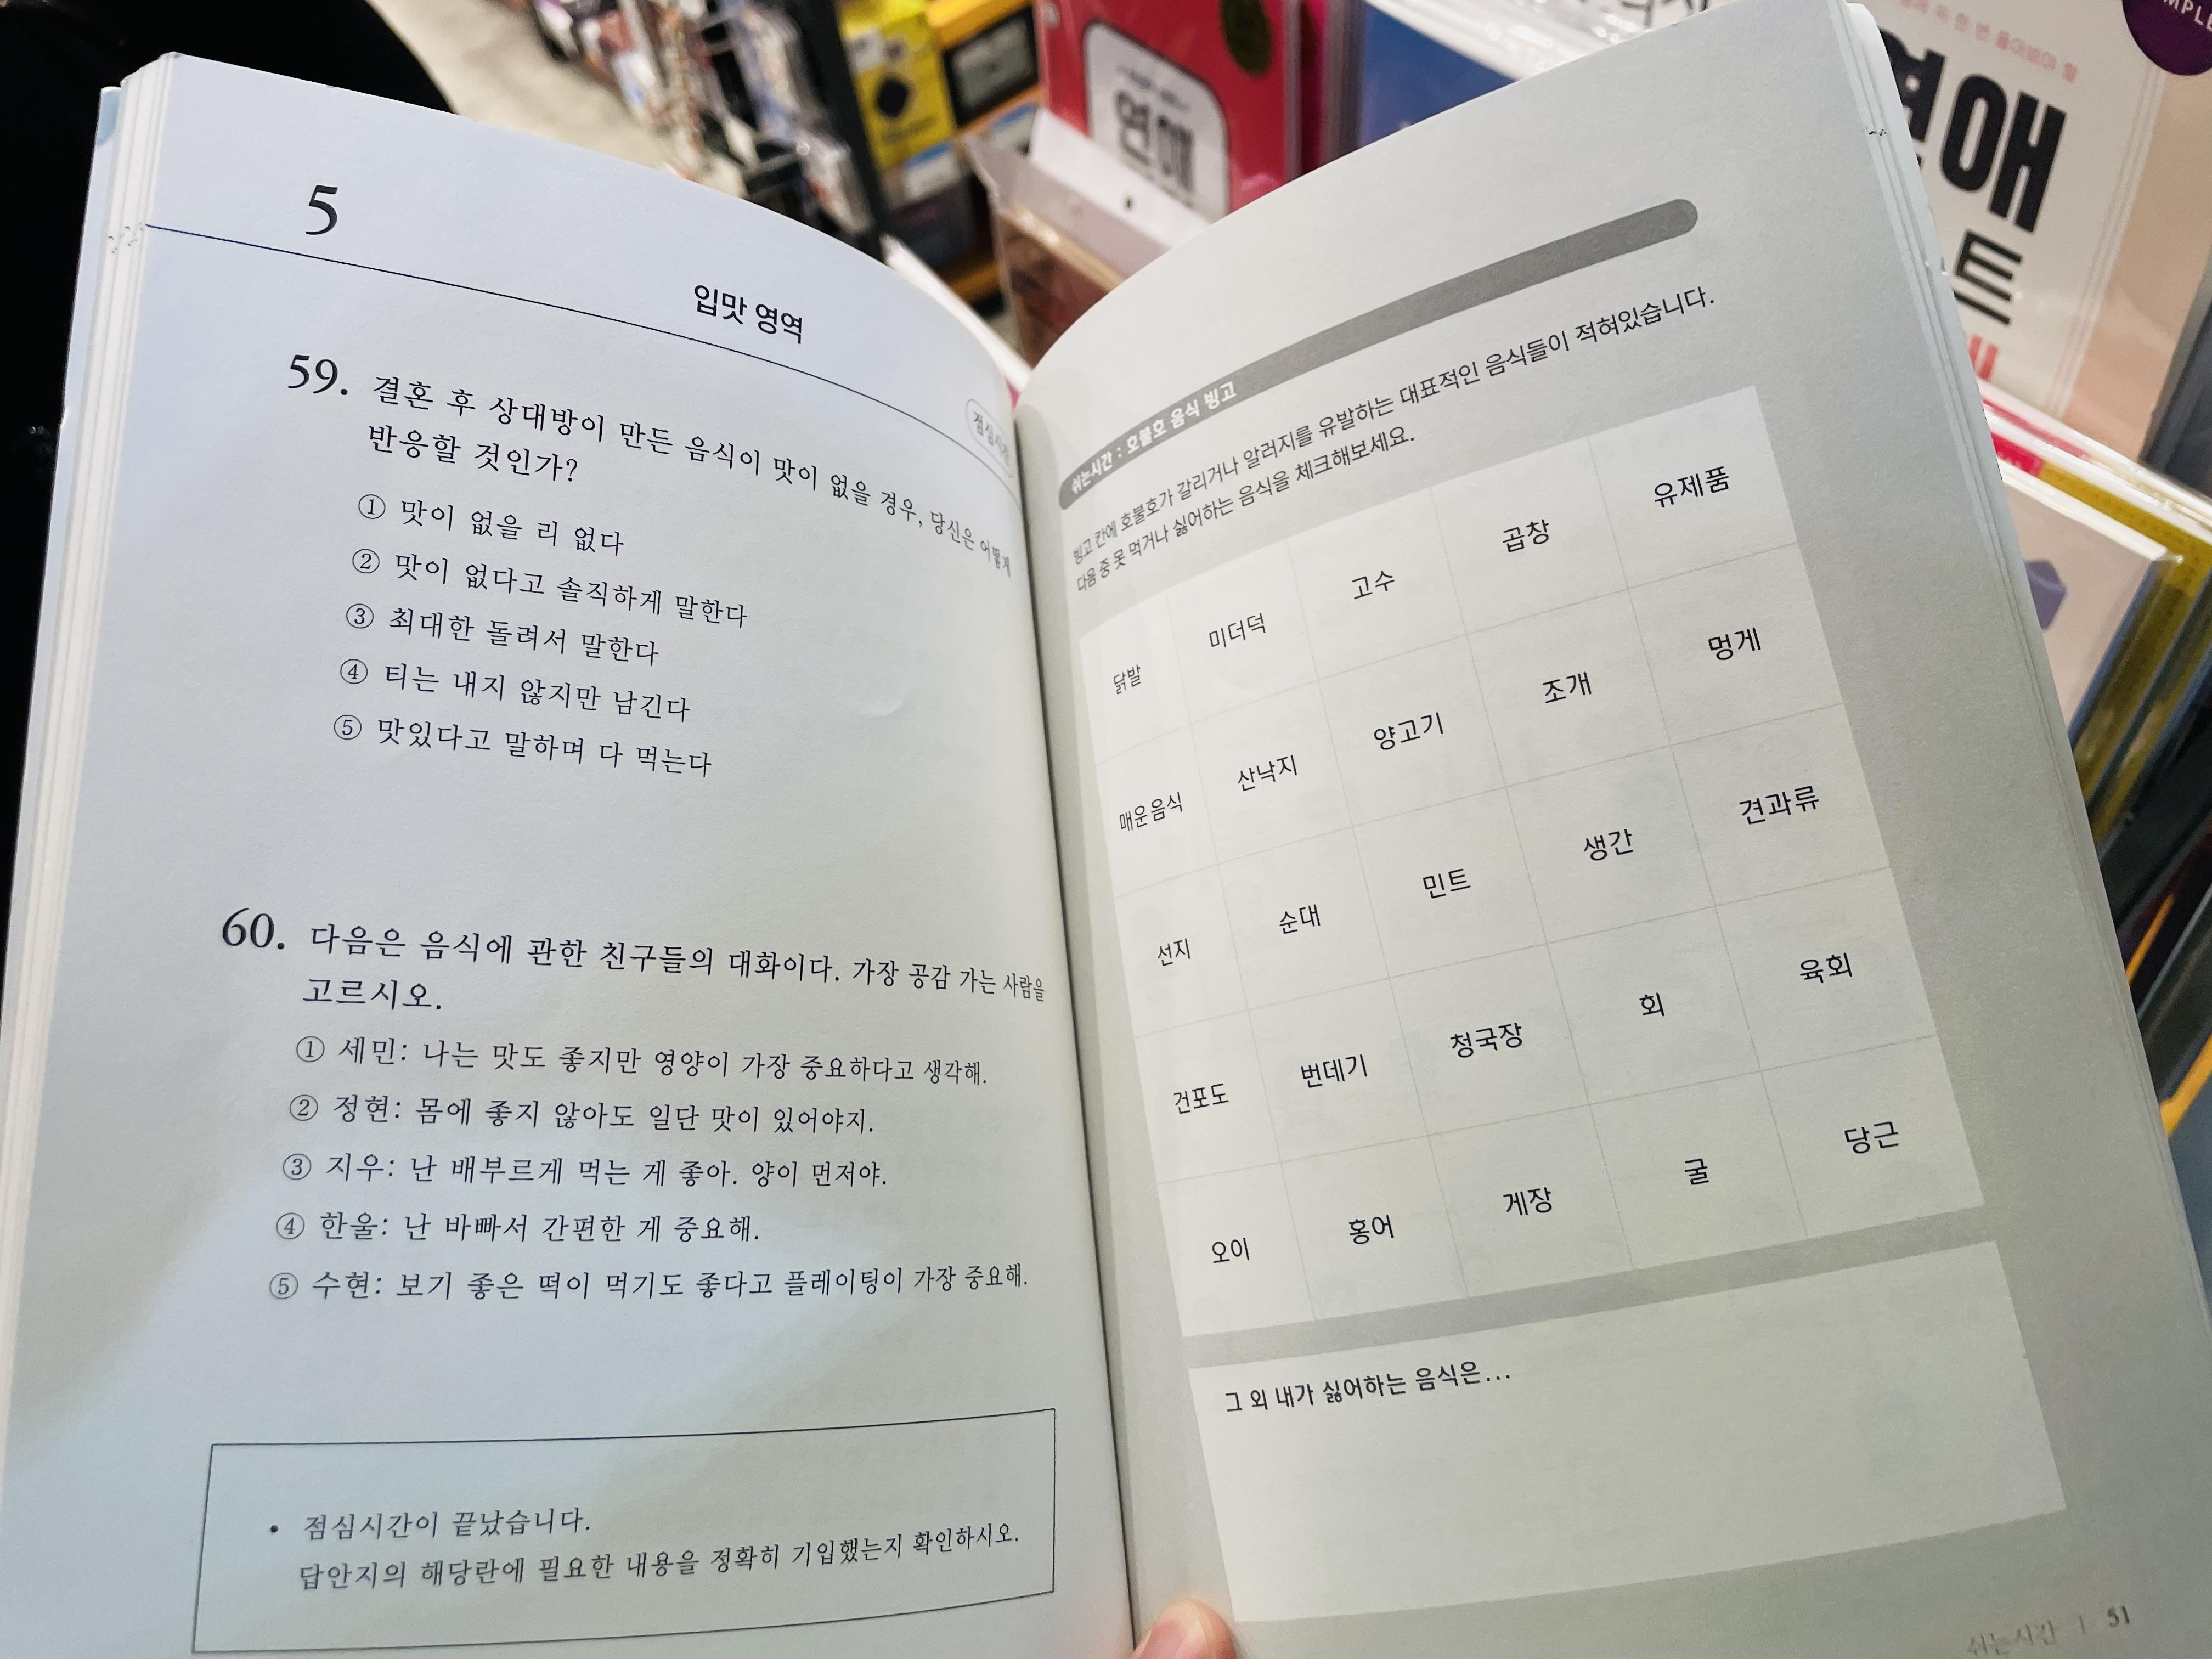 5
입맛 영역
점심시간
59. 결혼 후 상대방이 만든 음식이 맛이 없을 경우, 당신은 어떻게
반응할 것인가?
① 맛이 없을 리 없다
② 맛이 없다고 솔직하게 말한다
③ 최대한 돌려서 말한다
④ 티는 내지 않지만 남긴다
⑤ 맛있다고 말하며 다 먹는다
60. 다음은 음식에 관한 친구들의 대화이다. 가장 공감 가는 사람을
고르시오.
① 세민: 나는 맛도 좋지만 영양이 가장 중요하다고 생각해.
② 정현: 몸에 좋지 않아도 일단 맛이 있어야지.
③ 지우: 난 배부르게 먹는 게 좋아. 양이 먼저야.
④ 한울: 난 바빠서 간편한 게 중요해.
⑤ 수현: 보기 좋은 떡이 먹기도 좋다고 플레이팅이 가장 중요해.
• 점심시간이 끝났습니다.
답안지의 해당란에 필요한 내용을 정확히 기입했는지 확인하시오.
쉬는시간 : 호불호 음식 빙고
빙고 칸에 호불호가 갈리거나 알러지를 유발하는 대표적인 음식들이 적혀있습니다.
다음 중 못 먹거나 싫어하는 음식을 체크해보세요.
닭발 미더덕 고수 곱창 유제품
매운음식 산낙지 양고기 조개 멍게
선지 순대 민트 생간 견과류
건포도 번데기 청국장 회 육회
오이 홍어 게장 굴 당근
그 외 내가 싫어하는 음식은...
쉬는시간 | 51
연애
연애
트